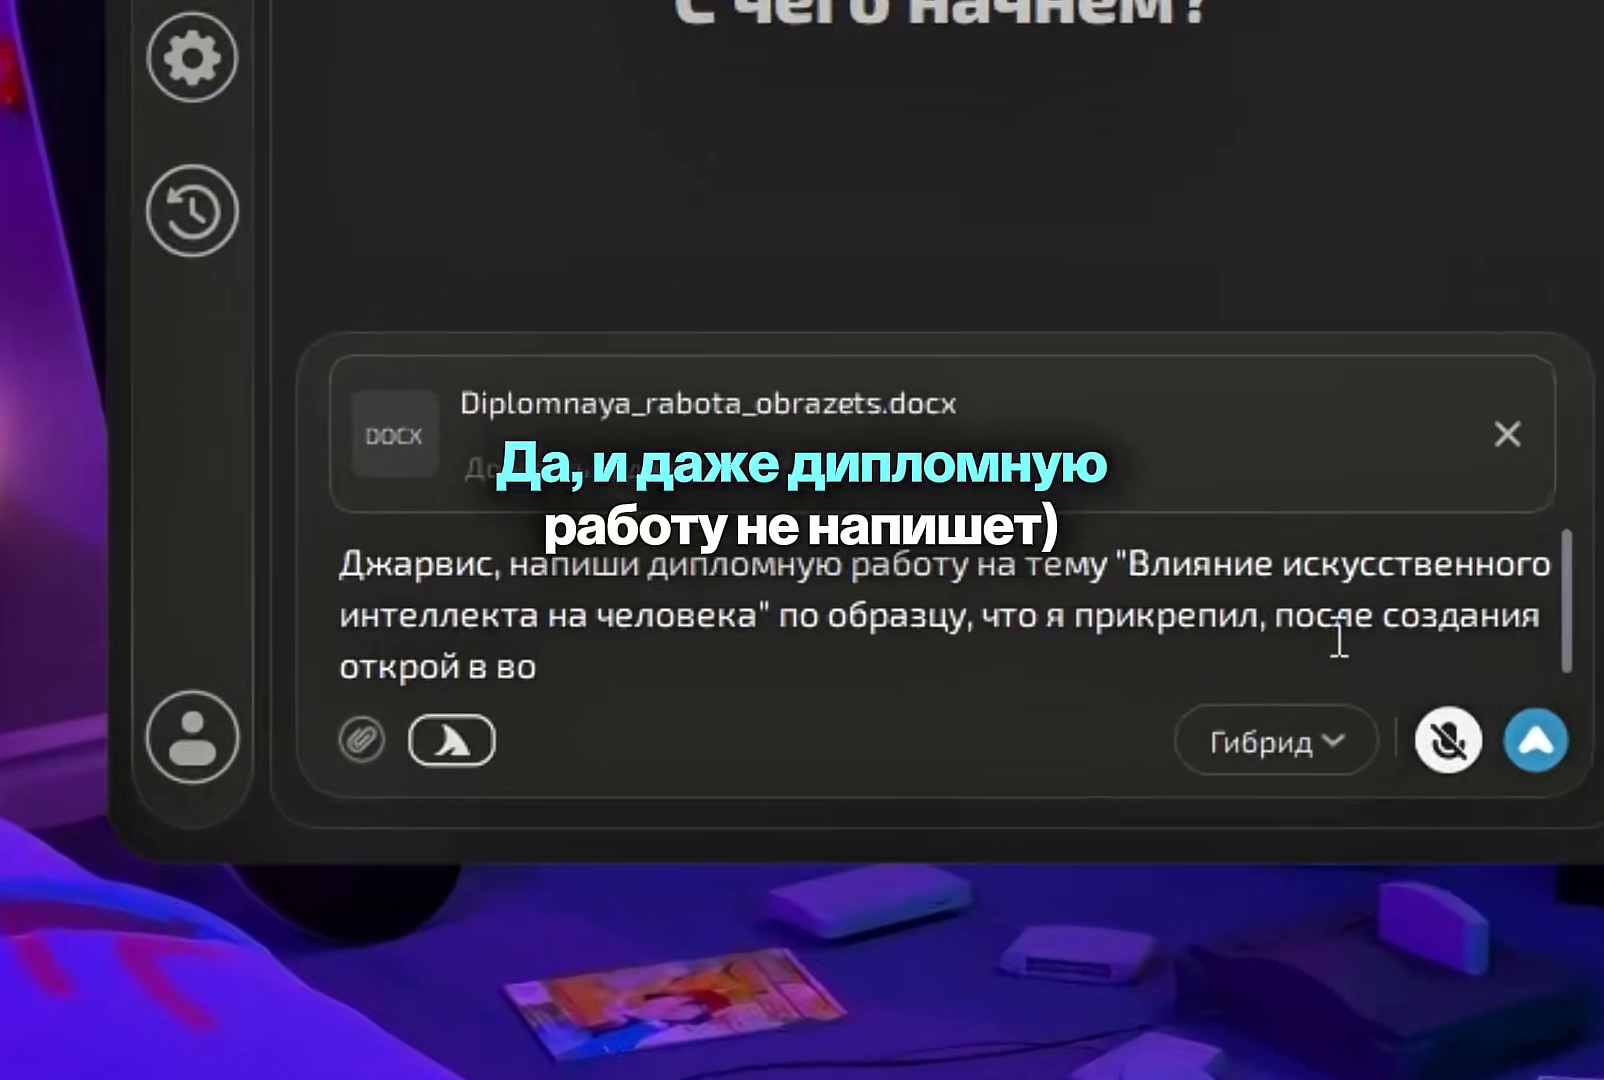 С чего начнем?
Diplomnaya_rabota_obrazets.docx
DOCX
Да, и даже дипломную
работу не напишет)
Джарвис, напиши дипломную работу на тему "Влияние искусственного
интеллекта на человека" по образцу, что я прикрепил, после создания
открой в во
Гибрид